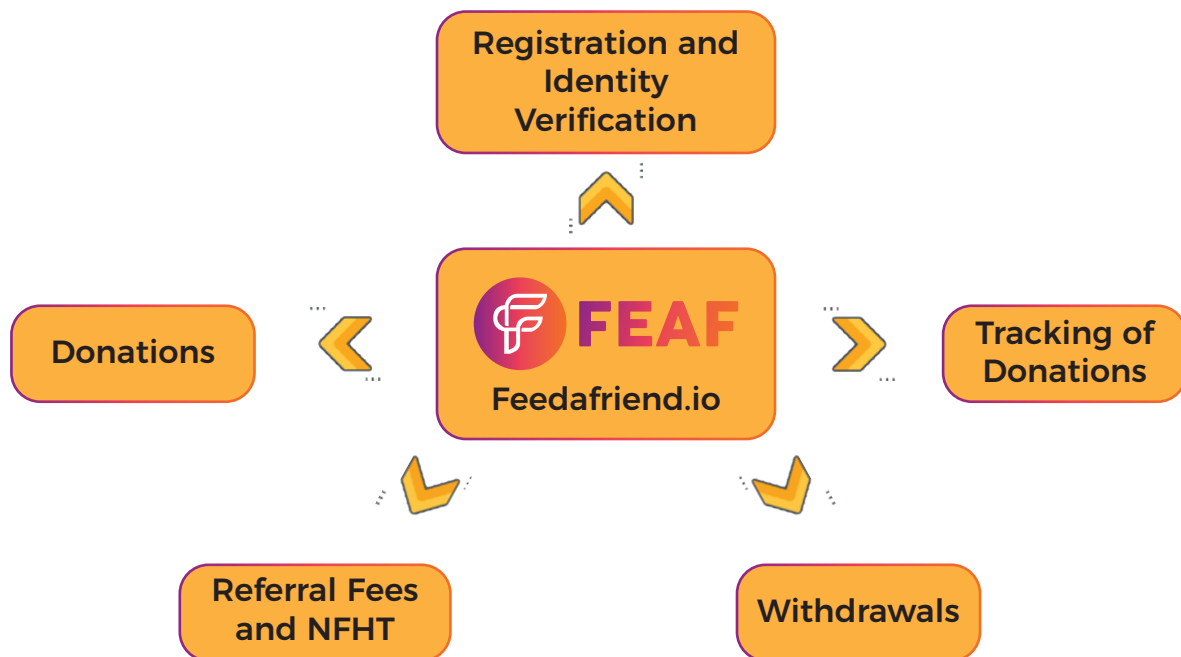 Registration and
Identity
Verification
FEAF
Feedafriend.io
Donations
Tracking of
Donations
Referral Fees
and NFHT
Withdrawals